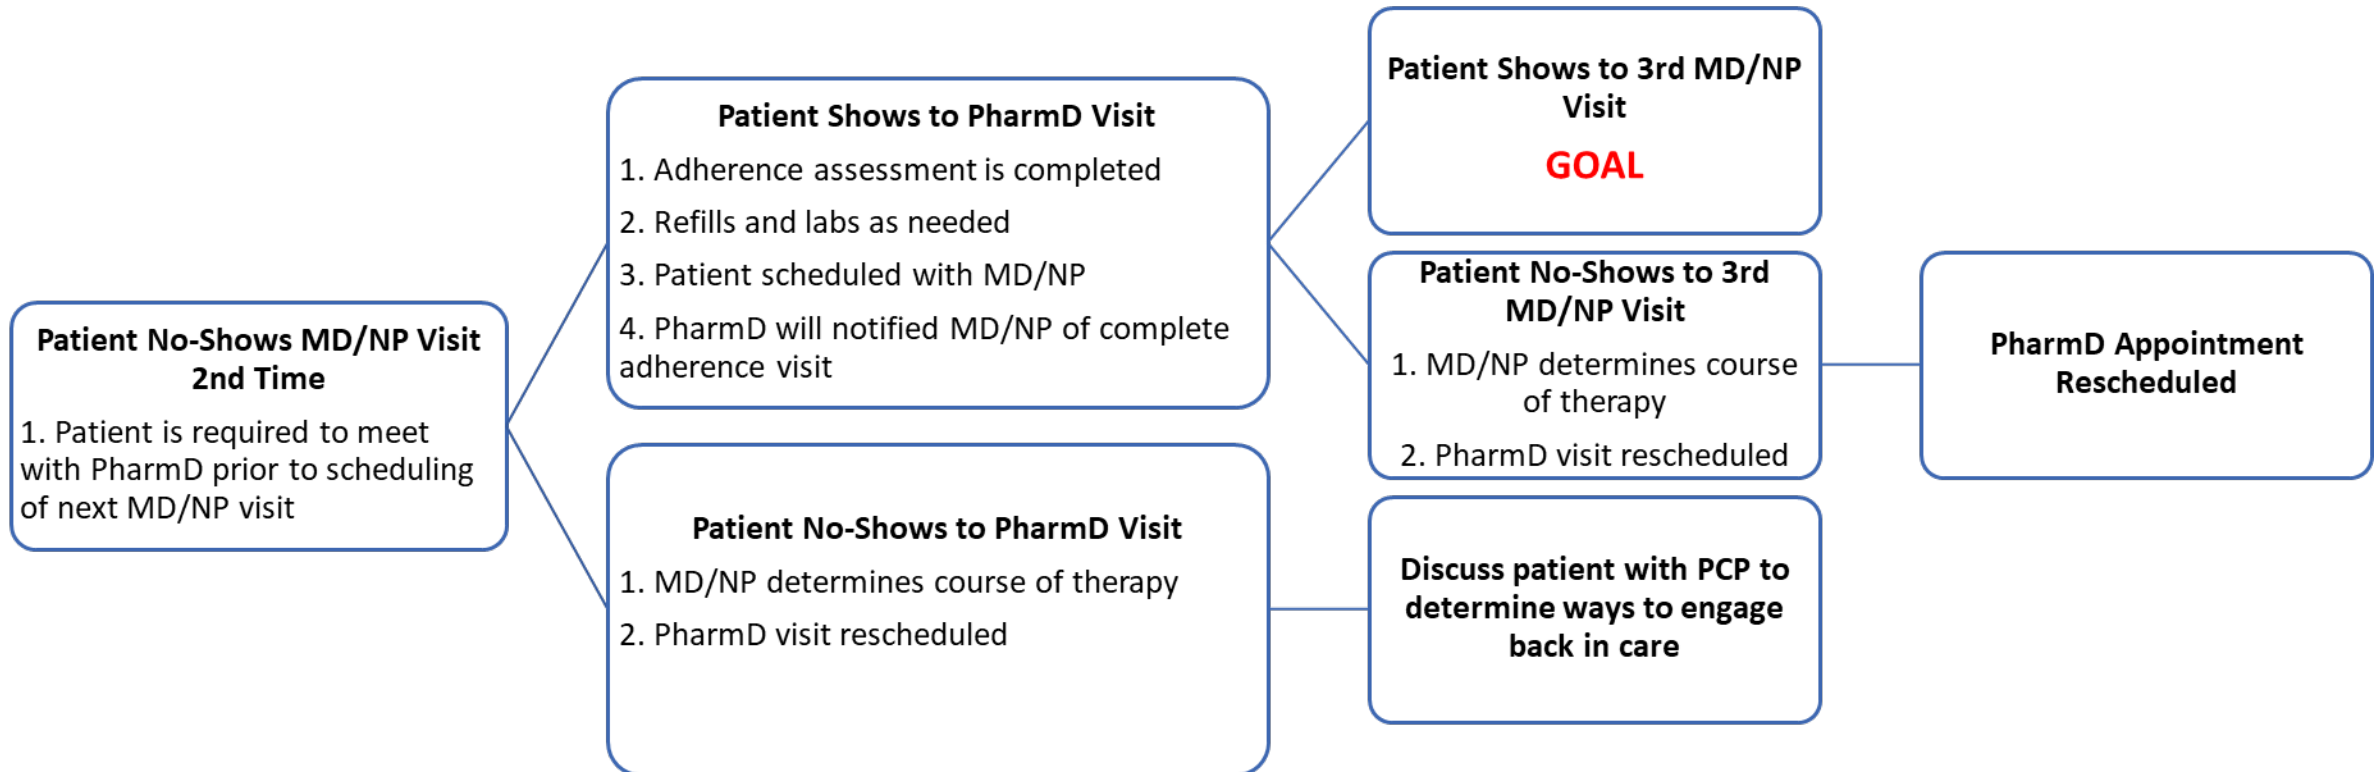 Patient No-Shows MD/NP Visit
2nd Time
1. Patient is required to meet
with PharmD prior to scheduling
of next MD/NP visit
Patient Shows to PharmD Visit
1. Adherence assessment is completed
2. Refills and labs as needed
3. Patient scheduled with MD/NP
4. PharmD will notified MD/NP of complete
adherence visit
Patient No-Shows to PharmD Visit
1. MD/NP determines course of therapy
2. PharmD visit rescheduled
Patient Shows to 3rd MD/NP
Visit
GOAL
Patient No-Shows to 3rd
MD/NP Visit
1. MD/NP determines course
of therapy
2. PharmD visit rescheduled
Discuss patient with PCP to
determine ways to engage
back in care
PharmD Appointment
Rescheduled